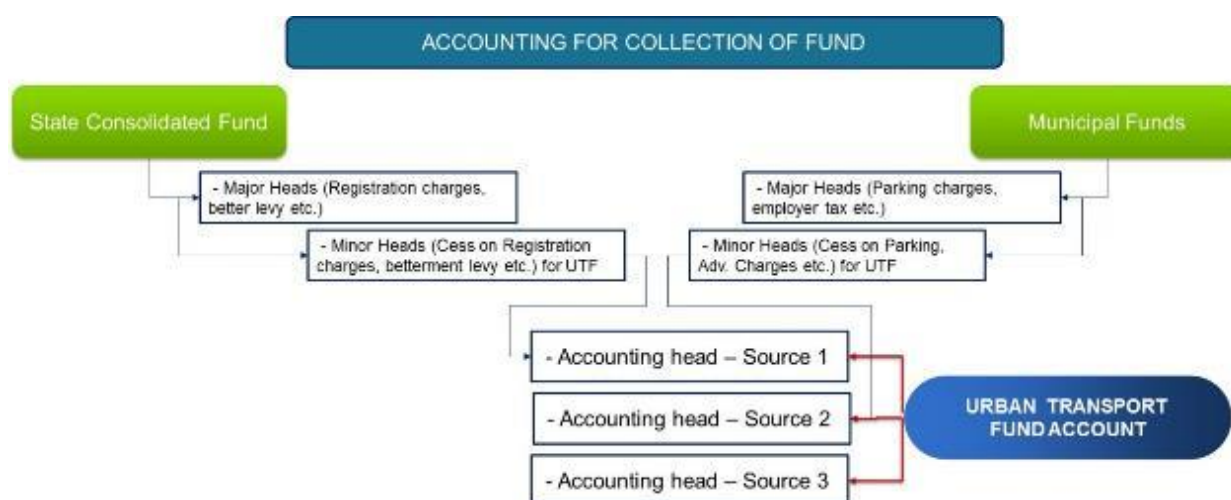 ACCOUNTING FOR COLLECTION OF FUND
State Consolidated Fund
Municipal Funds
- Major Heads (Registration charges,
better levy etc.)
- Major Heads (Parking charges,
employer tax etc.)
- Minor Heads (Cess on Registration
charges, betterment levy etc.) for UTF
- Minor Heads (Cess on Parking,
Adv. Charges etc.) for UTF
- Accounting head – Source 1
- Accounting head – Source 2
- Accounting head – Source 3
URBAN TRANSPORT
FUND ACCOUNT